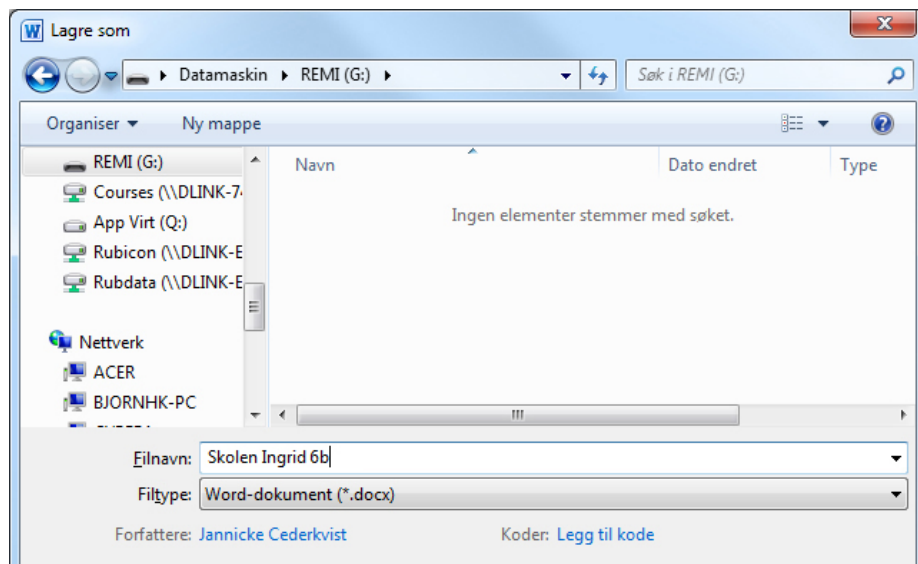 Lagre som
Datamaskin REMI (G:) Søk i REMI (G:)
Organiser Ny mappe
REMI (G:)
Courses (\\DLINK-7
App Virt (Q:)
Rubicon (\\DLINK-E
Rubdata (\\DLINK-E
Nettverk
ACER
BJORNHK-PC
Navn Dato endret Type
Ingen elementer stemmer med søket.
Filnavn: Skolen Ingrid 6b
Filtype: Word-dokument (*.docx)
Forfattere: Jannicke Cederkvist Koder: Legg til kode